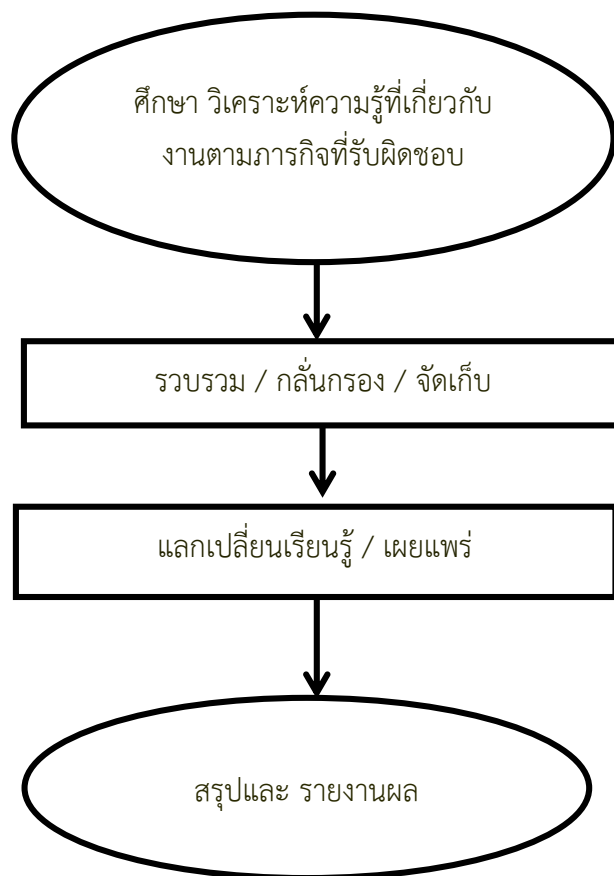 ศึกษา วิเคราะห์ความรู้ที่เกี่ยวกับ
งานตามภารกิจที่รับผิดชอบ
รวบรวม / กลั่นกรอง / จัดเก็บ
แลกเปลี่ยนเรียนรู้ / เผยแพร่
สรุปและ รายงานผล